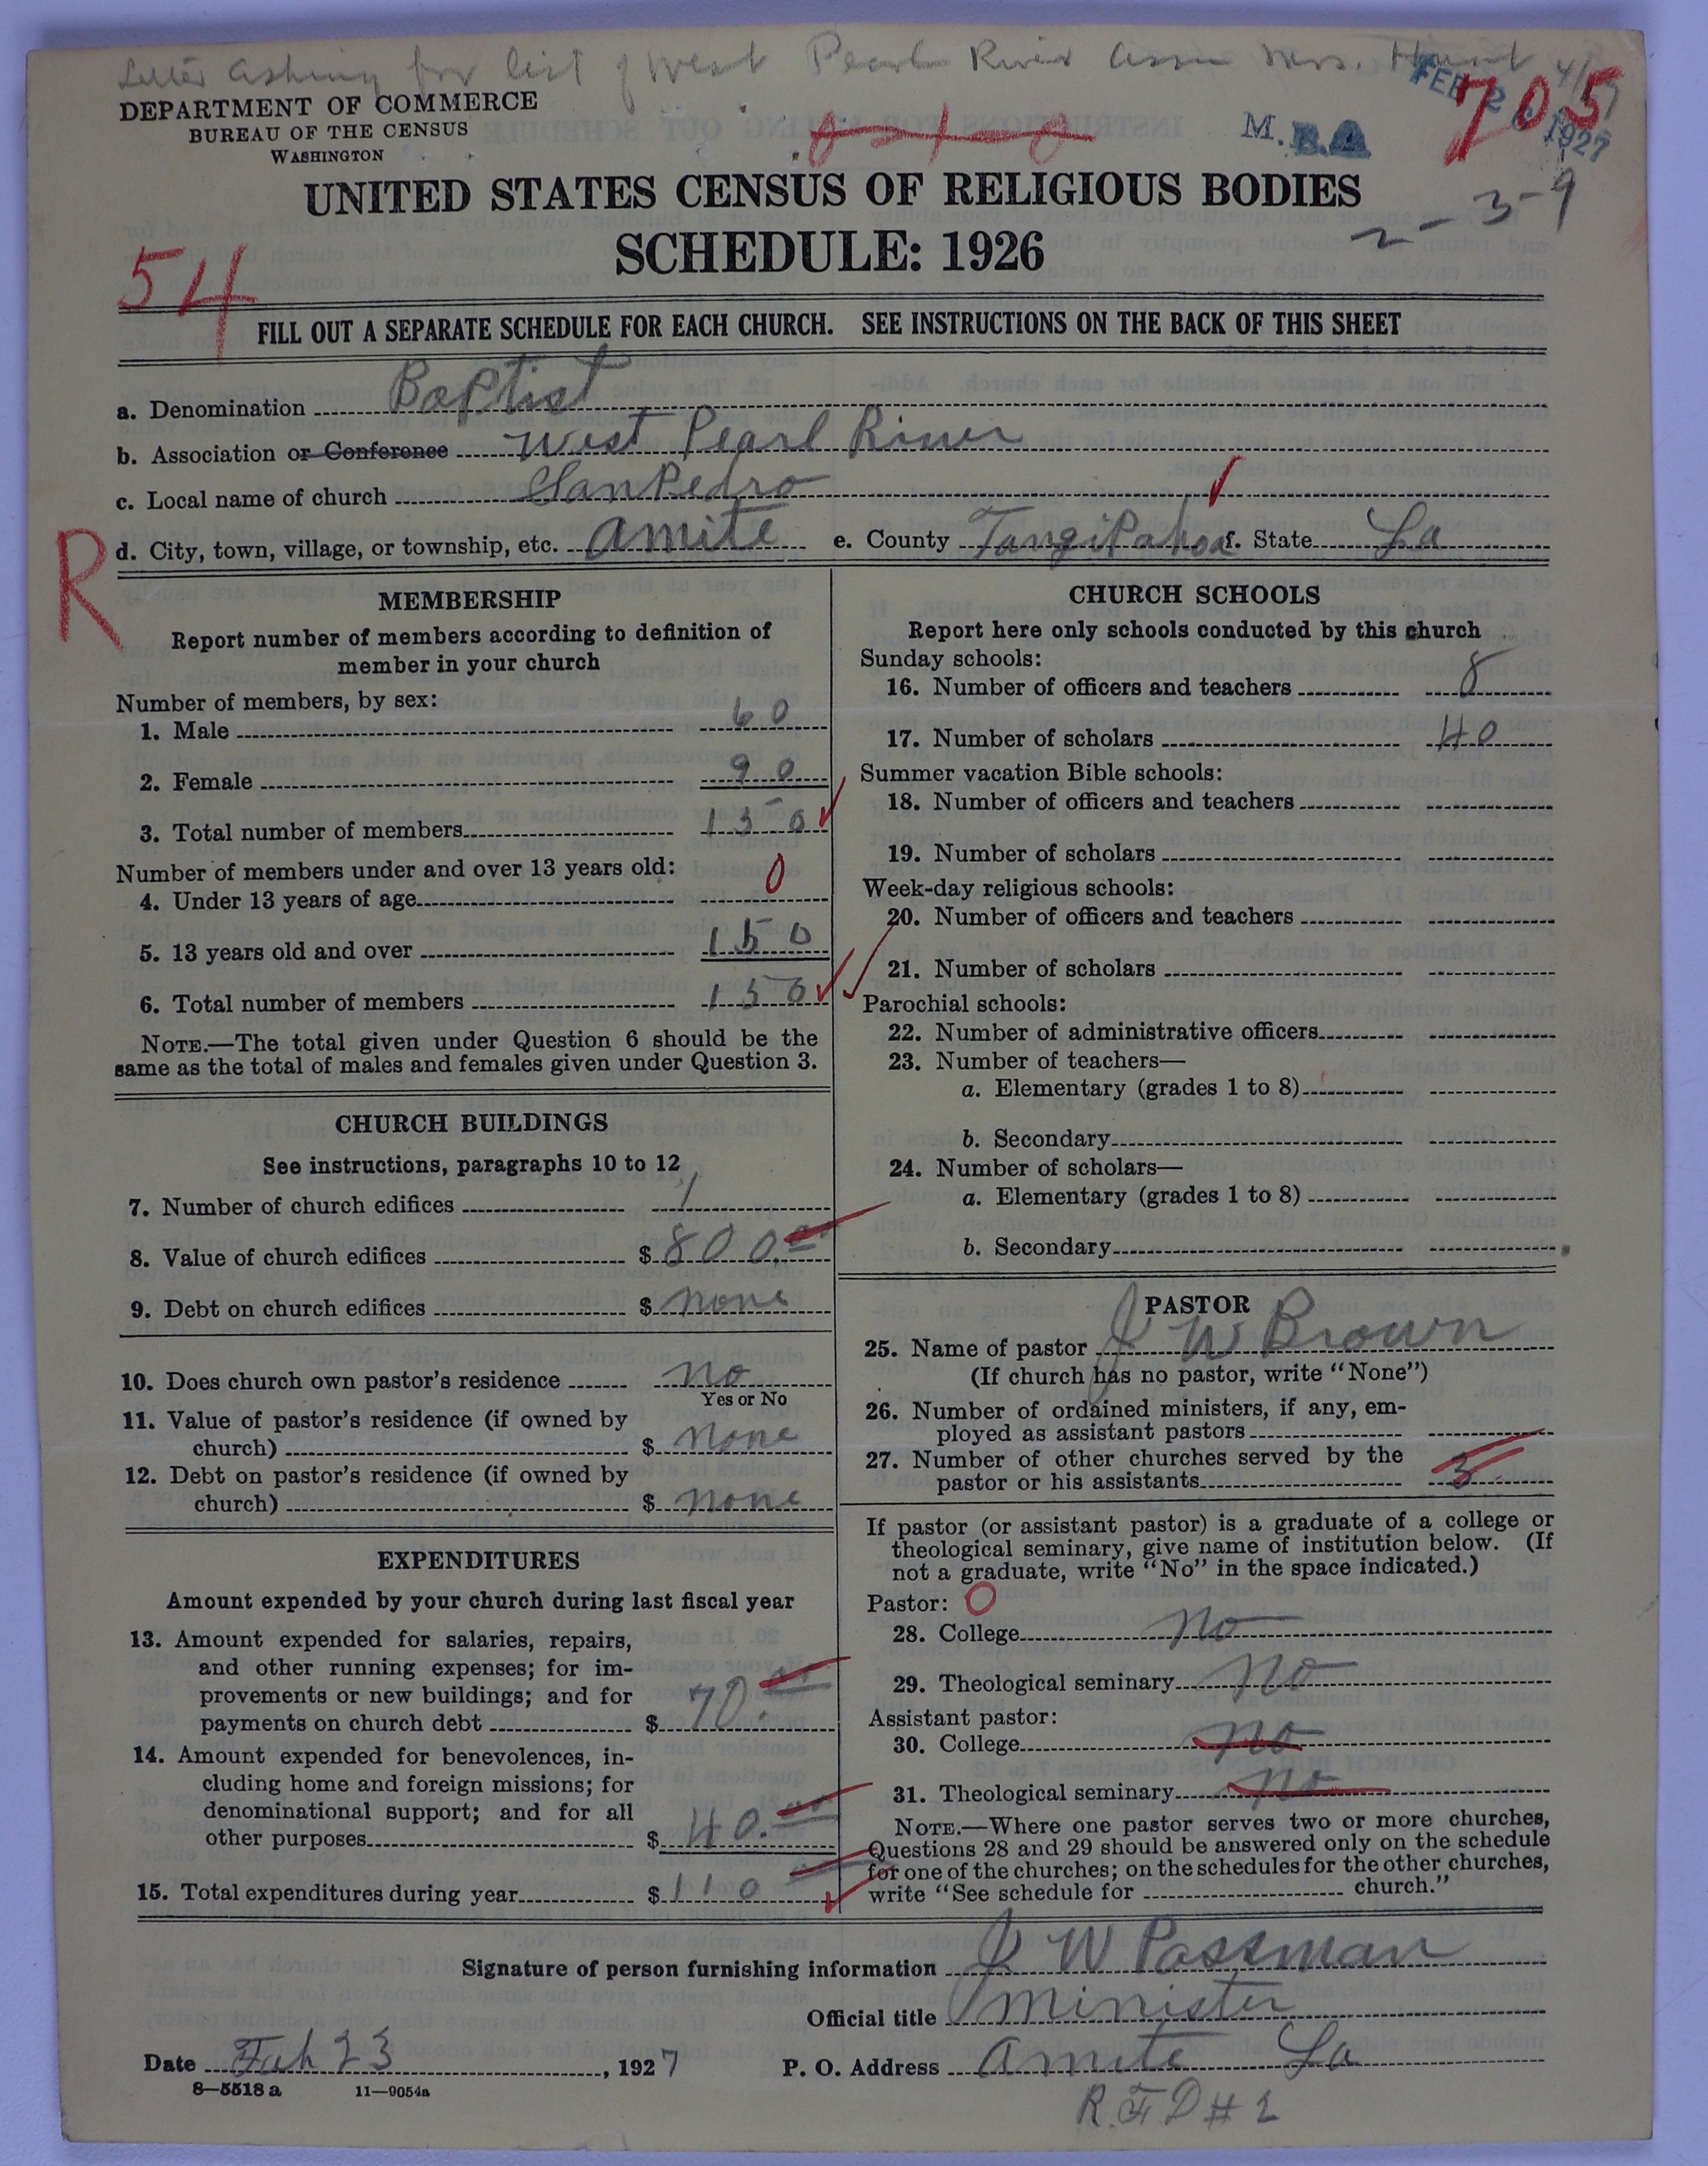 Letter asking for list of West Pearl River Assn Mrs. Hunt 4/19
DEPARTMENT OF COMMERCE
BUREAU OF THE CENSUS
WASHINGTON
M. B.A
FEB 26 1927
705
UNITED STATES CENSUS OF RELIGIOUS BODIES
SCHEDULE: 1926
2-3-9
54
FILL OUT A SEPARATE SCHEDULE FOR EACH CHURCH. SEE INSTRUCTIONS ON THE BACK OF THIS SHEET
a. Denomination Baptist
b. Association or Conference West Pearl River
c. Local name of church San Pedro
R
d. City, town, village, or township, etc. Amite e. County Tangipahoa f. State La
MEMBERSHIP
Report number of members according to definition of
member in your church
Number of members, by sex:
1. Male 60
2. Female 90
3. Total number of members 150
Number of members under and over 13 years old:
4. Under 13 years of age 0
5. 13 years old and over 150
6. Total number of members 150
NOTE.—The total given under Question 6 should be the
same as the total of males and females given under Question 3.
CHURCH BUILDINGS
See instructions, paragraphs 10 to 12
7. Number of church edifices 1
8. Value of church edifices $ 800.00
9. Debt on church edifices $ none
10. Does church own pastor's residence no
Yes or No
11. Value of pastor's residence (if owned by
church) $ none
12. Debt on pastor's residence (if owned by
church) $ none
EXPENDITURES
Amount expended by your church during last fiscal year
13. Amount expended for salaries, repairs,
and other running expenses; for im-
provements or new buildings; and for
payments on church debt $ 70.00
14. Amount expended for benevolences, in-
cluding home and foreign missions; for
denominational support; and for all
other purposes $ 40.00
15. Total expenditures during year $ 110
CHURCH SCHOOLS
Report here only schools conducted by this church
Sunday schools:
16. Number of officers and teachers 8
17. Number of scholars 40
Summer vacation Bible schools:
18. Number of officers and teachers
19. Number of scholars
Week-day religious schools:
20. Number of officers and teachers
21. Number of scholars
Parochial schools:
22. Number of administrative officers
23. Number of teachers—
a. Elementary (grades 1 to 8)
b. Secondary
24. Number of scholars—
a. Elementary (grades 1 to 8)
b. Secondary
PASTOR
25. Name of pastor J W Brown
(If church has no pastor, write "None")
26. Number of ordained ministers, if any, em-
ployed as assistant pastors
27. Number of other churches served by the
pastor or his assistants 3
If pastor (or assistant pastor) is a graduate of a college or
theological seminary, give name of institution below. (If
not a graduate, write "No" in the space indicated.)
Pastor: O
28. College no
29. Theological seminary no
Assistant pastor:
30. College no
31. Theological seminary no
NOTE.—Where one pastor serves two or more churches,
Questions 28 and 29 should be answered only on the schedule
for one of the churches; on the schedules for the other churches,
write "See schedule for church."
Signature of person furnishing information J W Passman
Official title minister
Date Feb 23, 1927 P. O. Address Amite La
8—5518 a 11—9054a
R.F D # 2